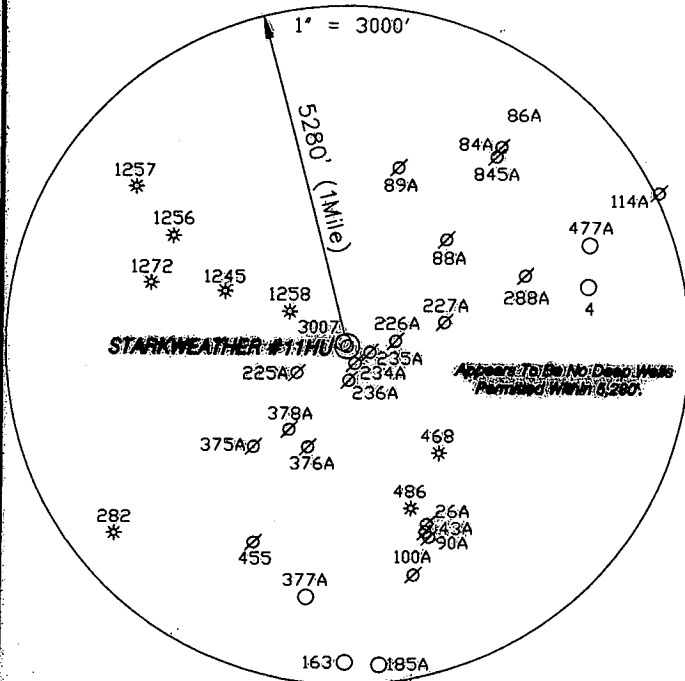 1" = 3000'
5280' (1Mile)
86A
84A
845A
89A
1257
114A
1256
477A
88A
1272
1245
288A
4
1258
227A
3007
226A
STARKWEATHER #11HU
235A
234A
225A
236A
Appears To Be No Deep Wells
Permitted Within 5,280'.
378A
375A
376A
468
486
282
26A
43A
90A
455
100A
377A
163
185A